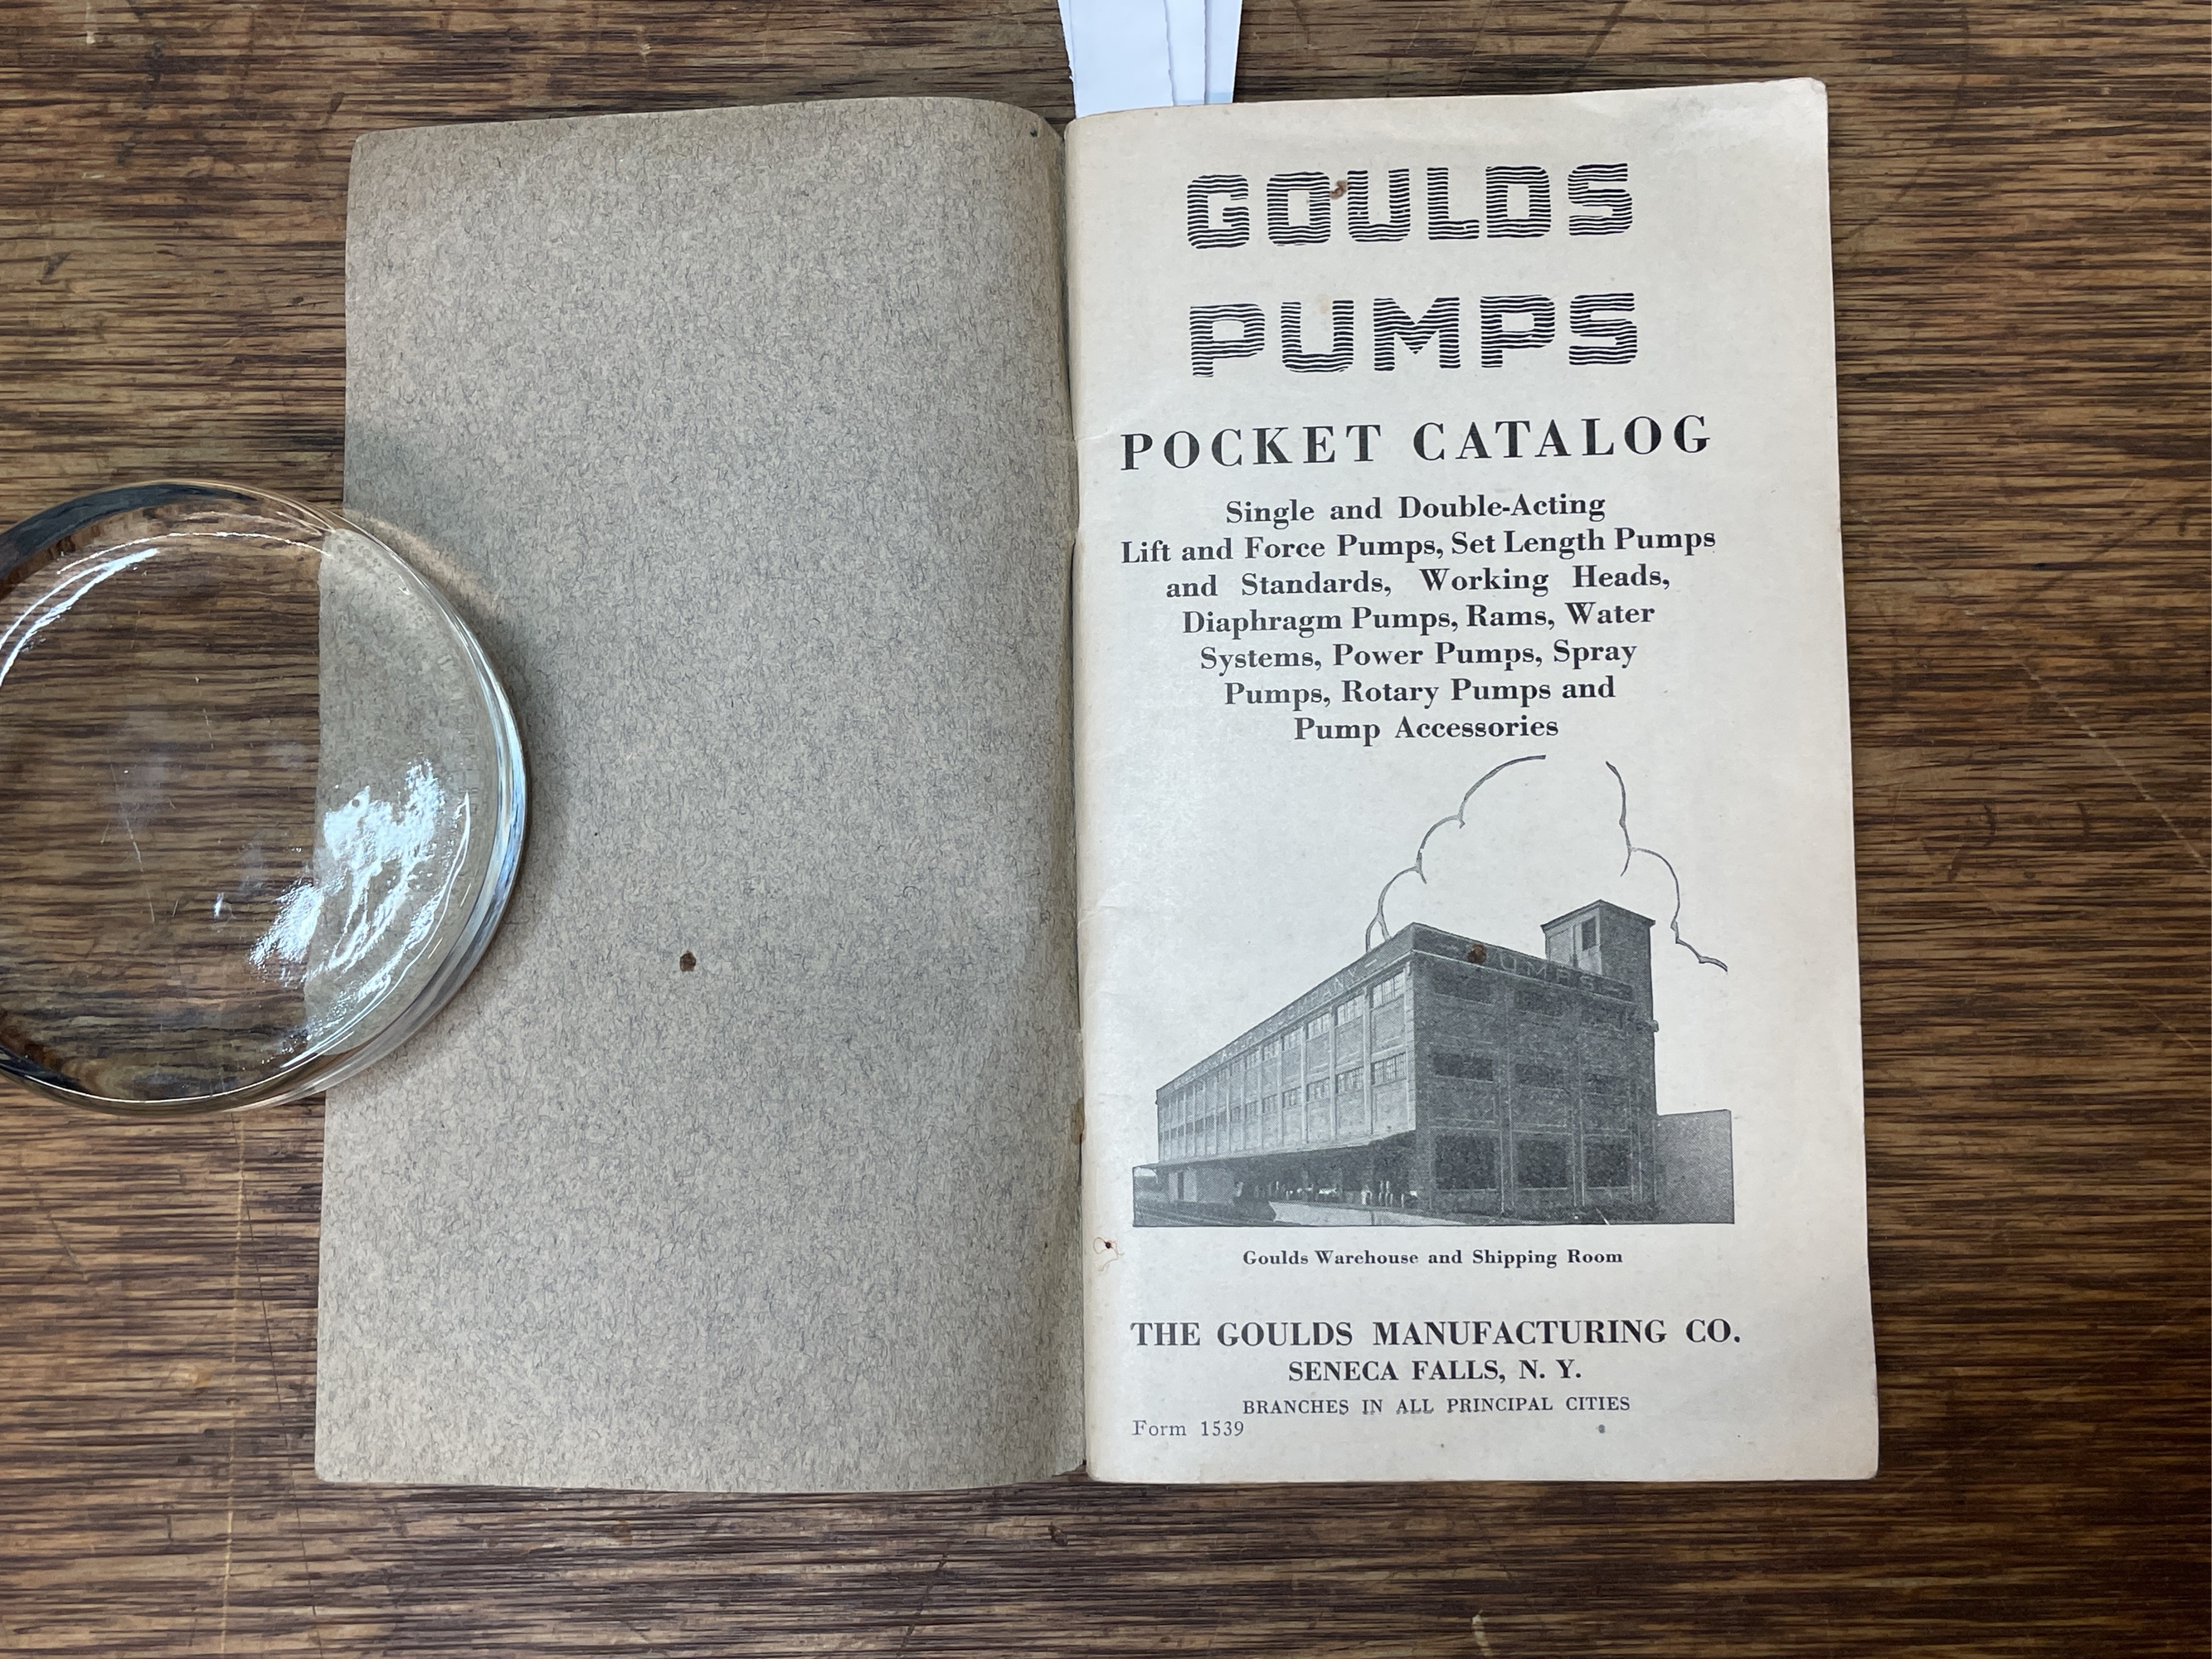 GOULDS
PUMPS
POCKET CATALOG
Single and Double-Acting
Lift and Force Pumps, Set Length Pumps
and Standards, Working Heads,
Diaphragm Pumps, Rams, Water
Systems, Power Pumps, Spray
Pumps, Rotary Pumps and
Pump Accessories
PUMPS
Goulds Warehouse and Shipping Room
THE GOULDS MANUFACTURING CO.
SENECA FALLS, N. Y.
BRANCHES IN ALL PRINCIPAL CITIES
Form 1539